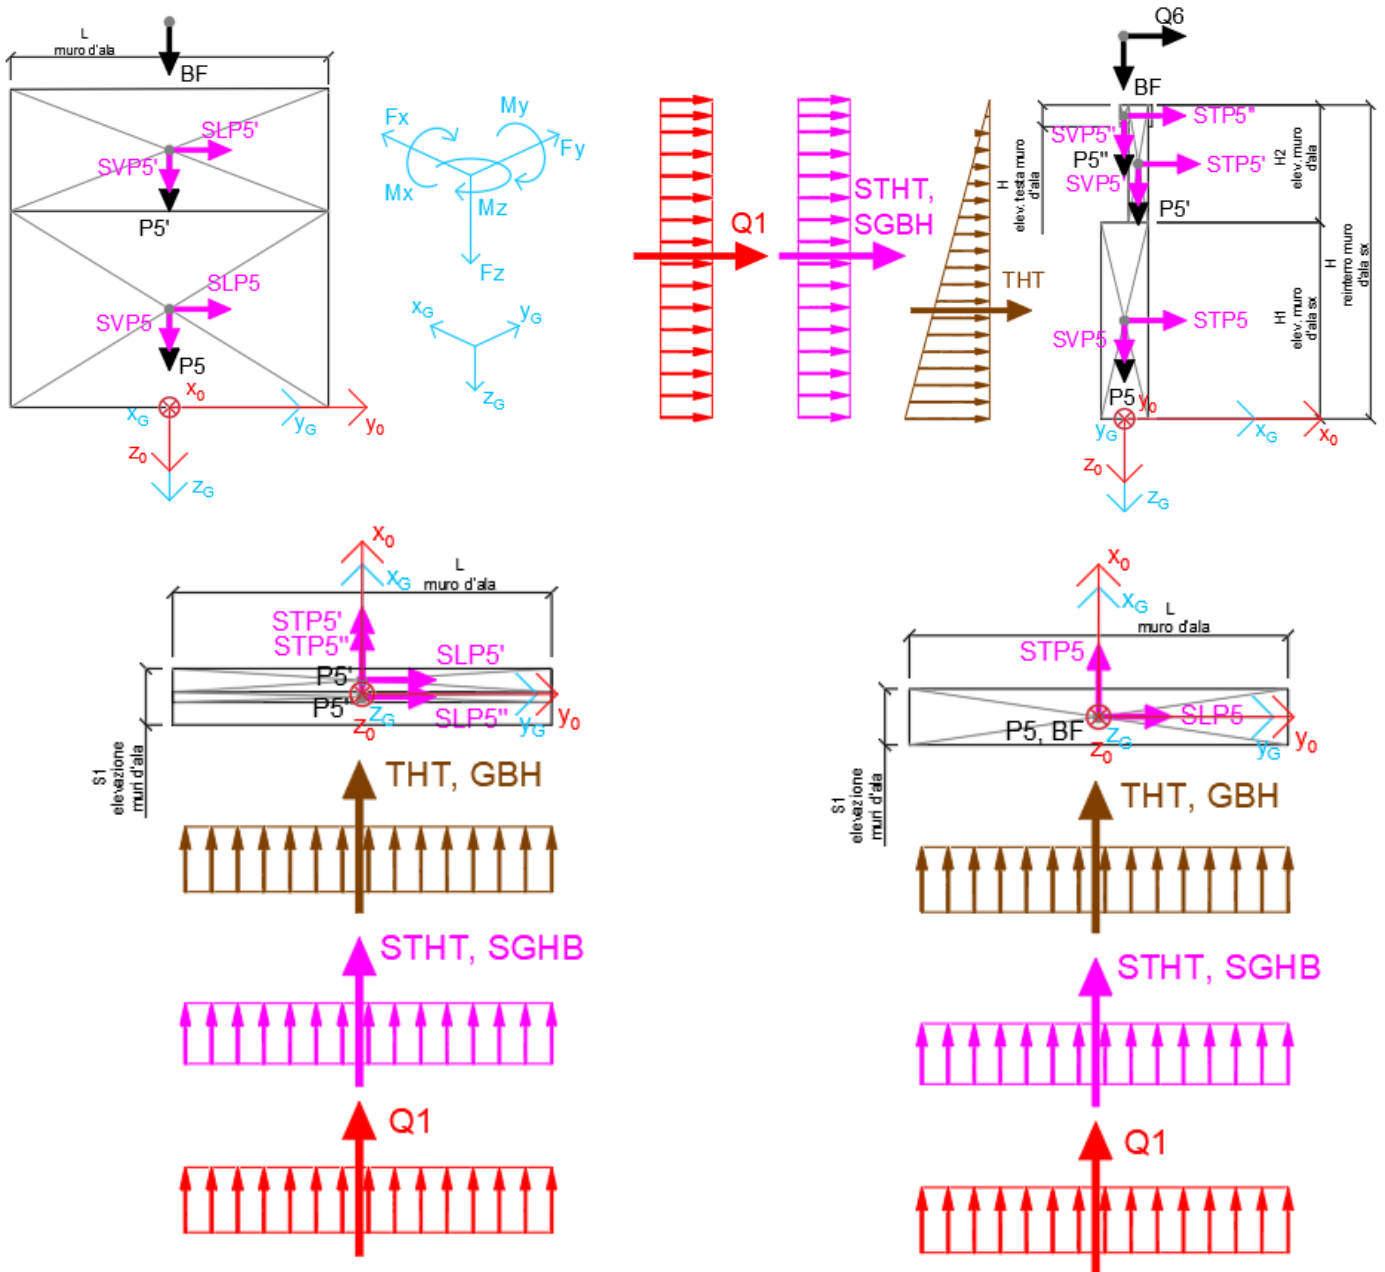 L
muro d'ala
BF
SLP5'
SVP5'
P5'
SLP5
SVP5
P5
x0
xG
yG
y0
z0
zG
Fx
My
Fy
Mx
Mz
Fz
xG
yG
zG
Q1
STHT,
SGBH
THT
H
elev. testa muro
d'ala
Q6
BF
STP5"
SVP5"
P5"
STP5'
SVP5'
P5'
STP5
SVP5
P5
H2
elev. muro
d'ala
H1
elev. muro
d'ala sx
H
reinterro muro
d'ala sx
y0
yG
xG
x0
z0
zG
x0
xG
L
muro d'ala
STP5'
STP5"
P5'
SLP5'
P5'
SLP5"
zG
z0
yG
y0
S1
elevazione
muri d'ala
THT, GBH
STHT, SGHB
Q1
x0
xG
L
muro d'ala
STP5
SLP5
P5, BF
zG
z0
yG
y0
S1
elevazione
muri d'ala
THT, GBH
STHT, SGHB
Q1